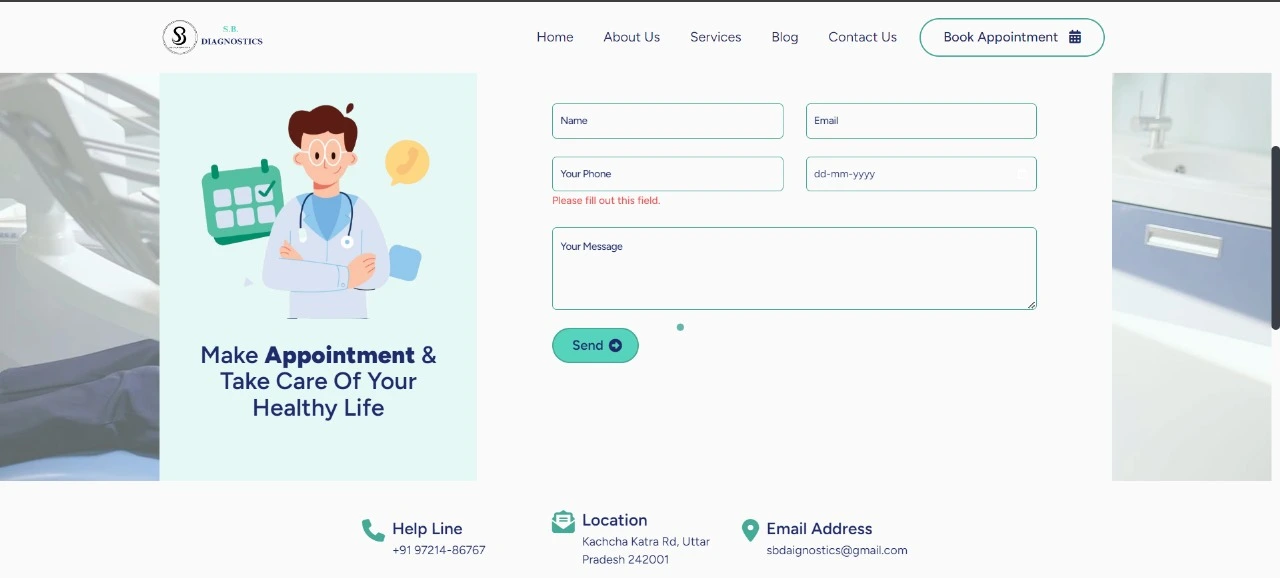 S.B.
DIAGNOSTICS
Home About Us Services Blog Contact Us Book Appointment
Name Email
Your Phone dd-mm-yyyy
Please fill out this field.
Your Message
Send
Make Appointment &
Take Care Of Your
Healthy Life
Help Line
+91 97214-86767
Location
Kachcha Katra Rd, Uttar
Pradesh 242001
Email Address
sbdaignostics@gmail.com